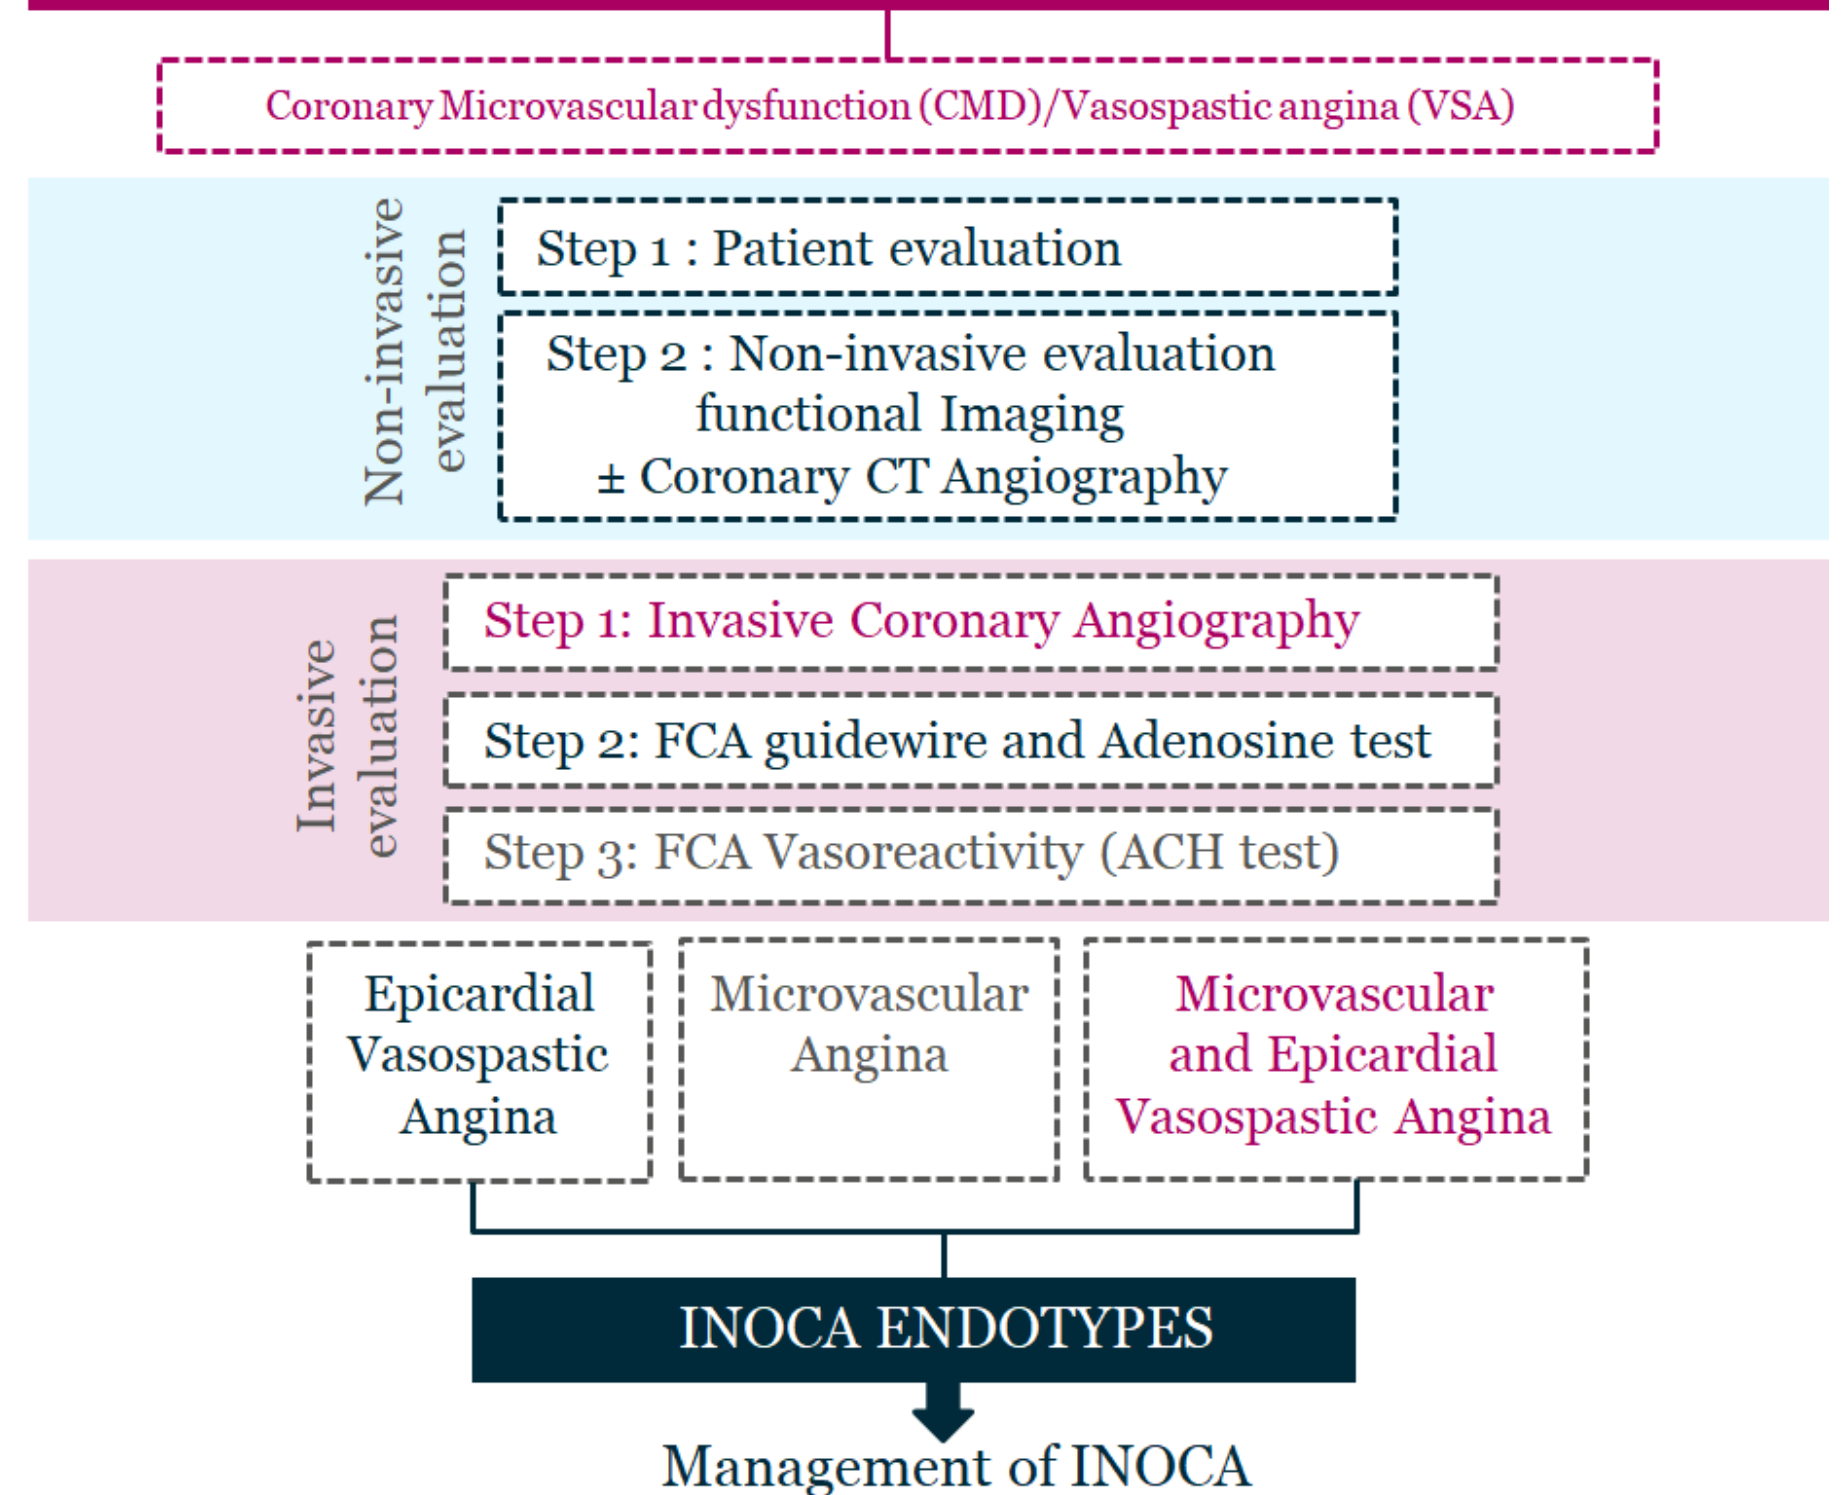 Coronary Microvascular dysfunction (CMD)/Vasospastic angina (VSA)
Non-invasive
evaluation
Step 1 : Patient evaluation
Step 2 : Non-invasive evaluation
functional Imaging
± Coronary CT Angiography
Invasive
evaluation
Step 1: Invasive Coronary Angiography
Step 2: FCA guidewire and Adenosine test
Step 3: FCA Vasoreactivity (ACH test)
Epicardial
Vasospastic
Angina
Microvascular
Angina
Microvascular
and Epicardial
Vasospastic Angina
INOCA ENDOTYPES
Management of INOCA